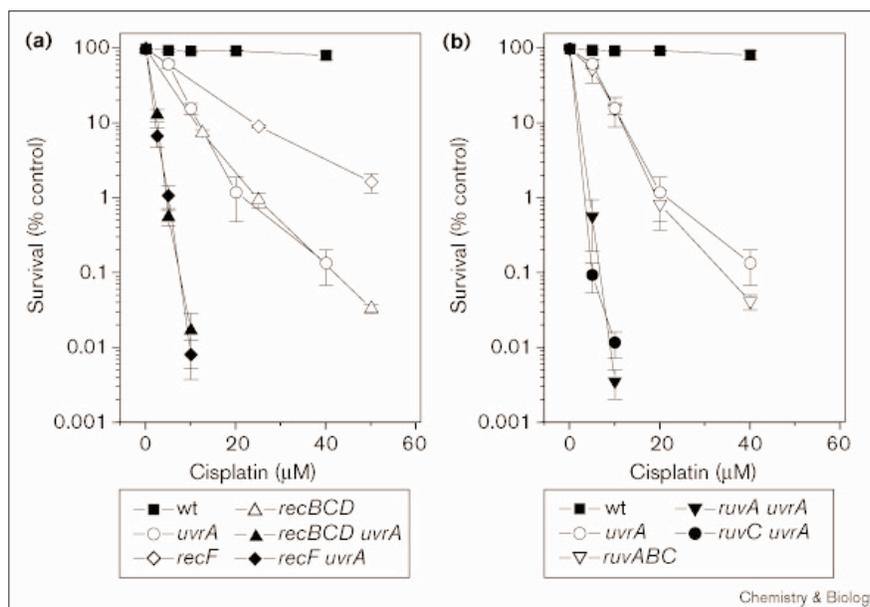 (a)
100
10
1
0.1
0.01
0.001
Survival (% control)
0 20 40 60
Cisplatin (μM)
wt recBCD
uvrA recBCD uvrA
recF recF uvrA
(b)
100
10
1
0.1
0.01
0.001
Survival (% control)
0 20 40 60
Cisplatin (μM)
wt ruvA uvrA
uvrA ruvC uvrA
ruvABC
Chemistry & Biology